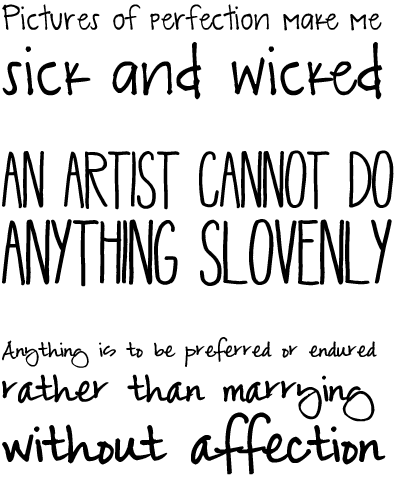 Pictures of perfection make me
sick and wicked
AN ARTIST CANNOT DO
ANYTHING SLOVENLY
Anything is to be preferred or endured
rather than marrying
without affection